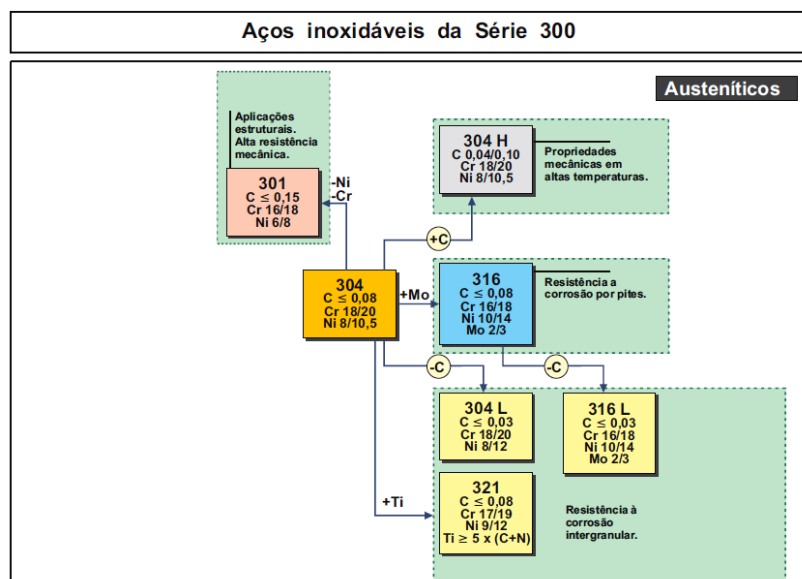 Aços inoxidáveis da Série 300
Austeníticos
Aplicações
estruturais.
Alta resistência
mecânica.
301
C ≤ 0,15
Cr 16/18
Ni 6/8
-Ni
-Cr
304 H
C 0,04/0,10
Cr 18/20
Ni 8/10,5
Propriedades
mecânicas em
altas temperaturas.
+C
304
C ≤ 0,08
Cr 18/20
Ni 8/10,5
+Mo
316
C ≤ 0,08
Cr 16/18
Ni 10/14
Mo 2/3
Resistência a
corrosão por pites.
-C
-C
304 L
C ≤ 0,03
Cr 18/20
Ni 8/12
316 L
C ≤ 0,03
Cr 16/18
Ni 10/14
Mo 2/3
+Ti
321
C ≤ 0,08
Cr 17/19
Ni 9/12
Ti ≥ 5 x (C+N)
Resistência à
corrosão
intergranular.